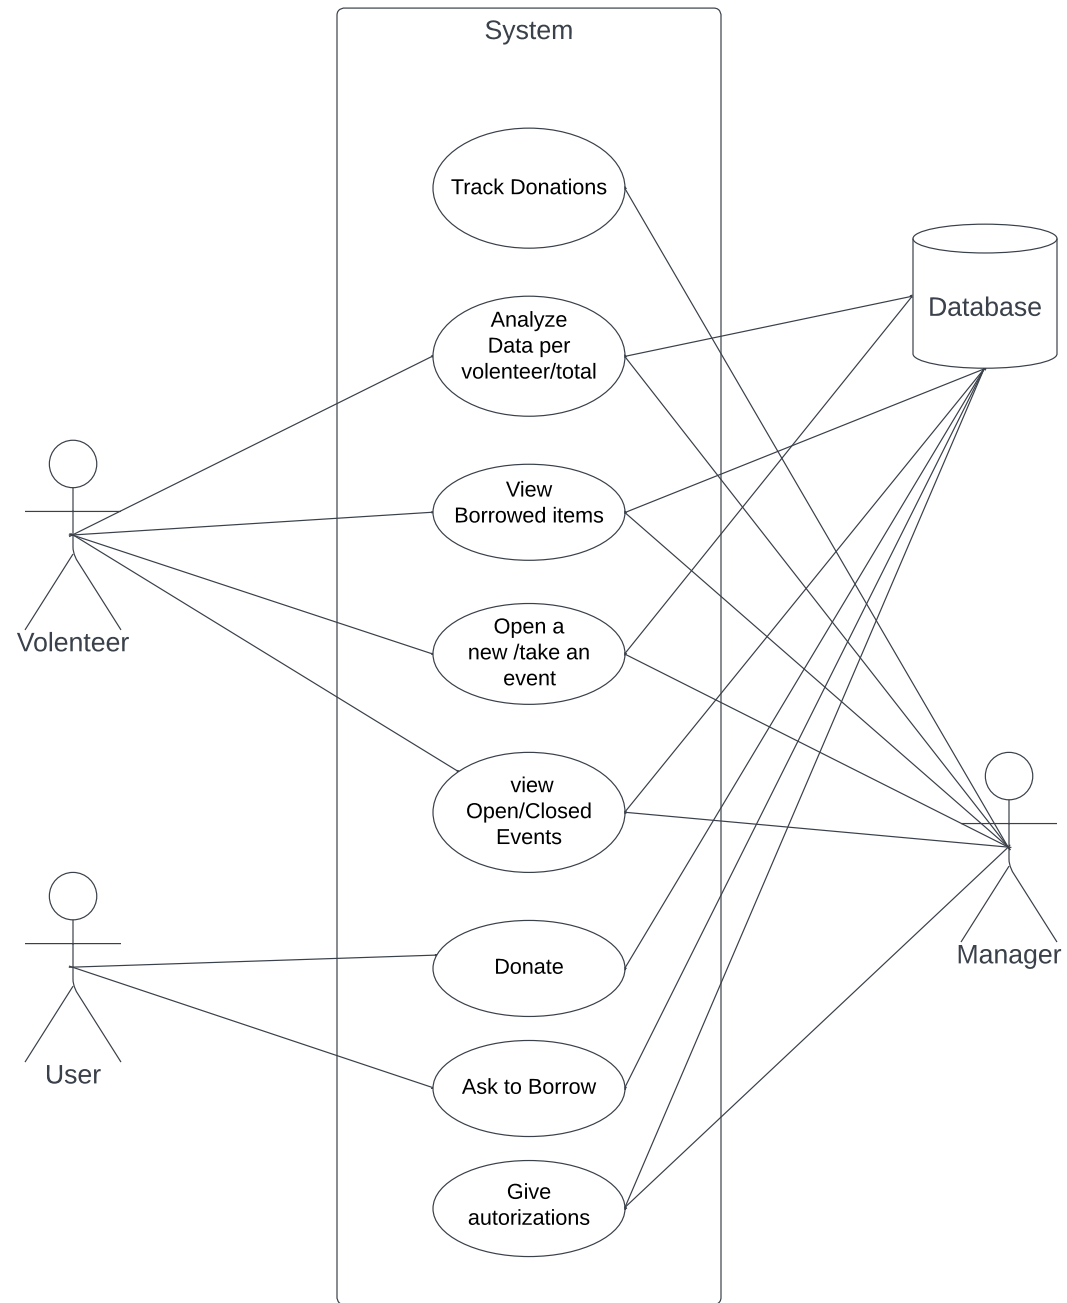 System
Track Donations
Analyze
Data per
volenteer/total
Database
View
Borrowed items
Volenteer
Open a
new /take an
event
view
Open/Closed
Events
Manager
Donate
User
Ask to Borrow
Give
autorizations